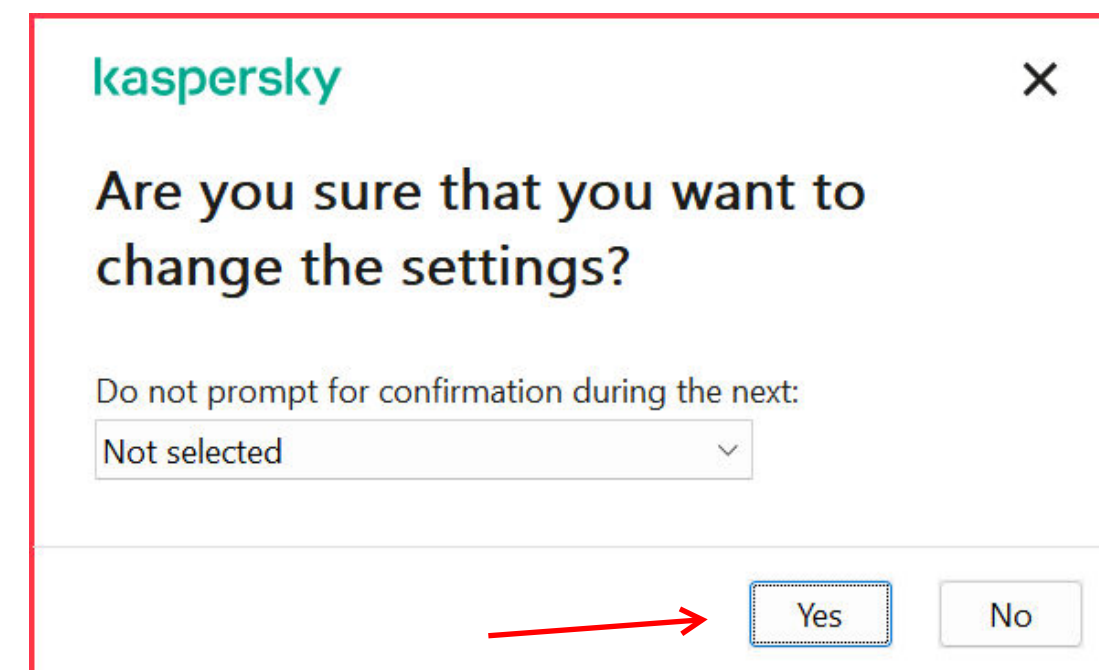 kaspersky
Are you sure that you want to
change the settings?
Do not prompt for confirmation during the next:
Not selected
Yes No